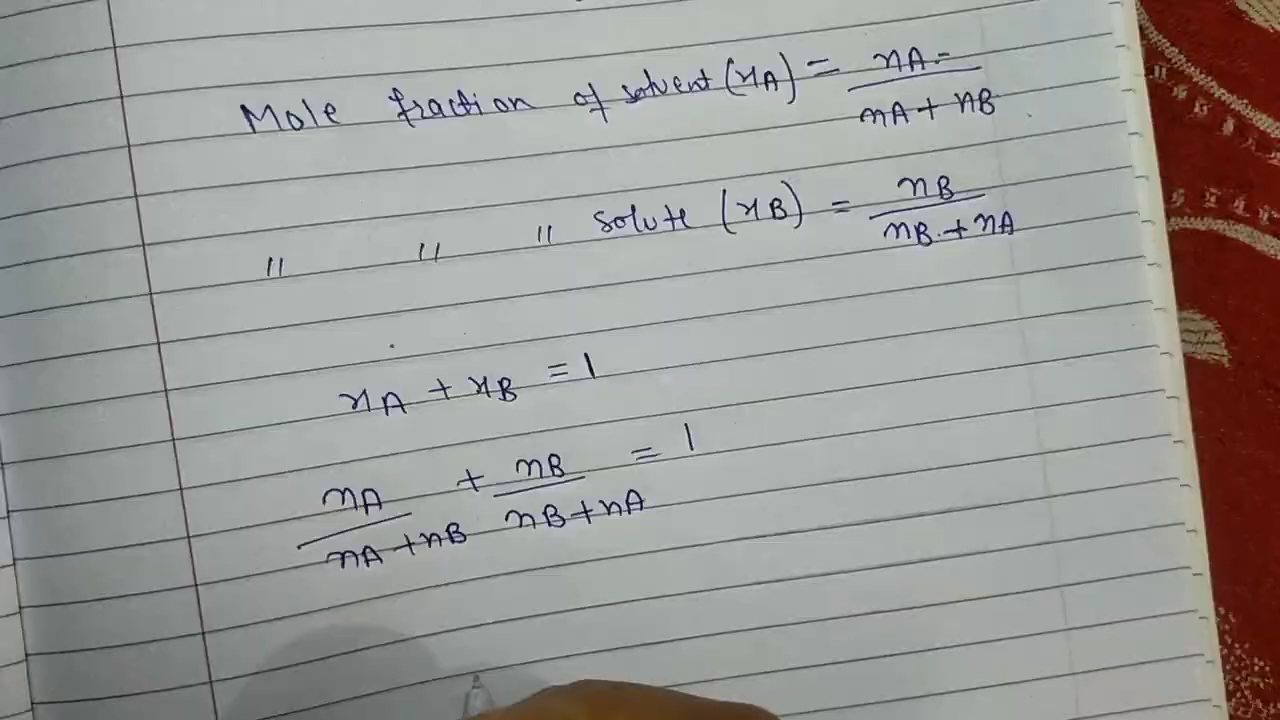 Mole fraction of solvent (xA) = nA / nA + nB
" " " solute (xB) = nB / nB + nA
xA + xB = 1
nA / nA + nB + nB / nB + nA = 1